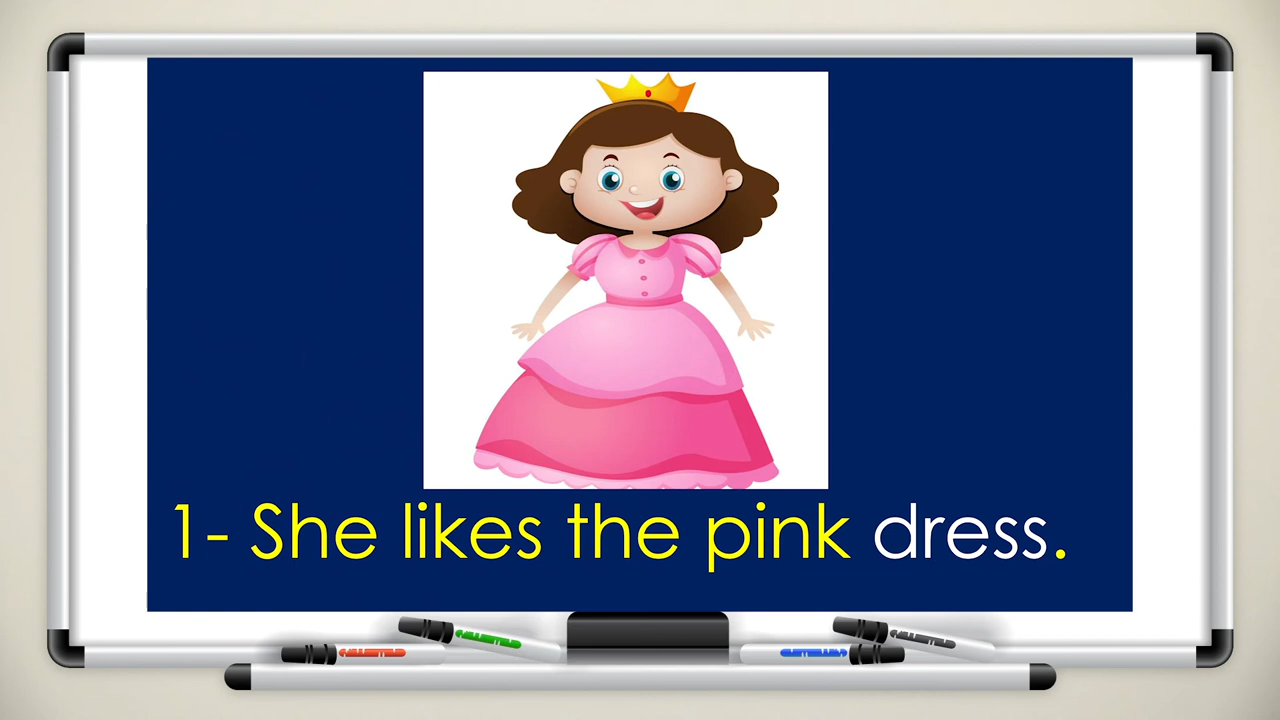 1- She likes the pink dress.